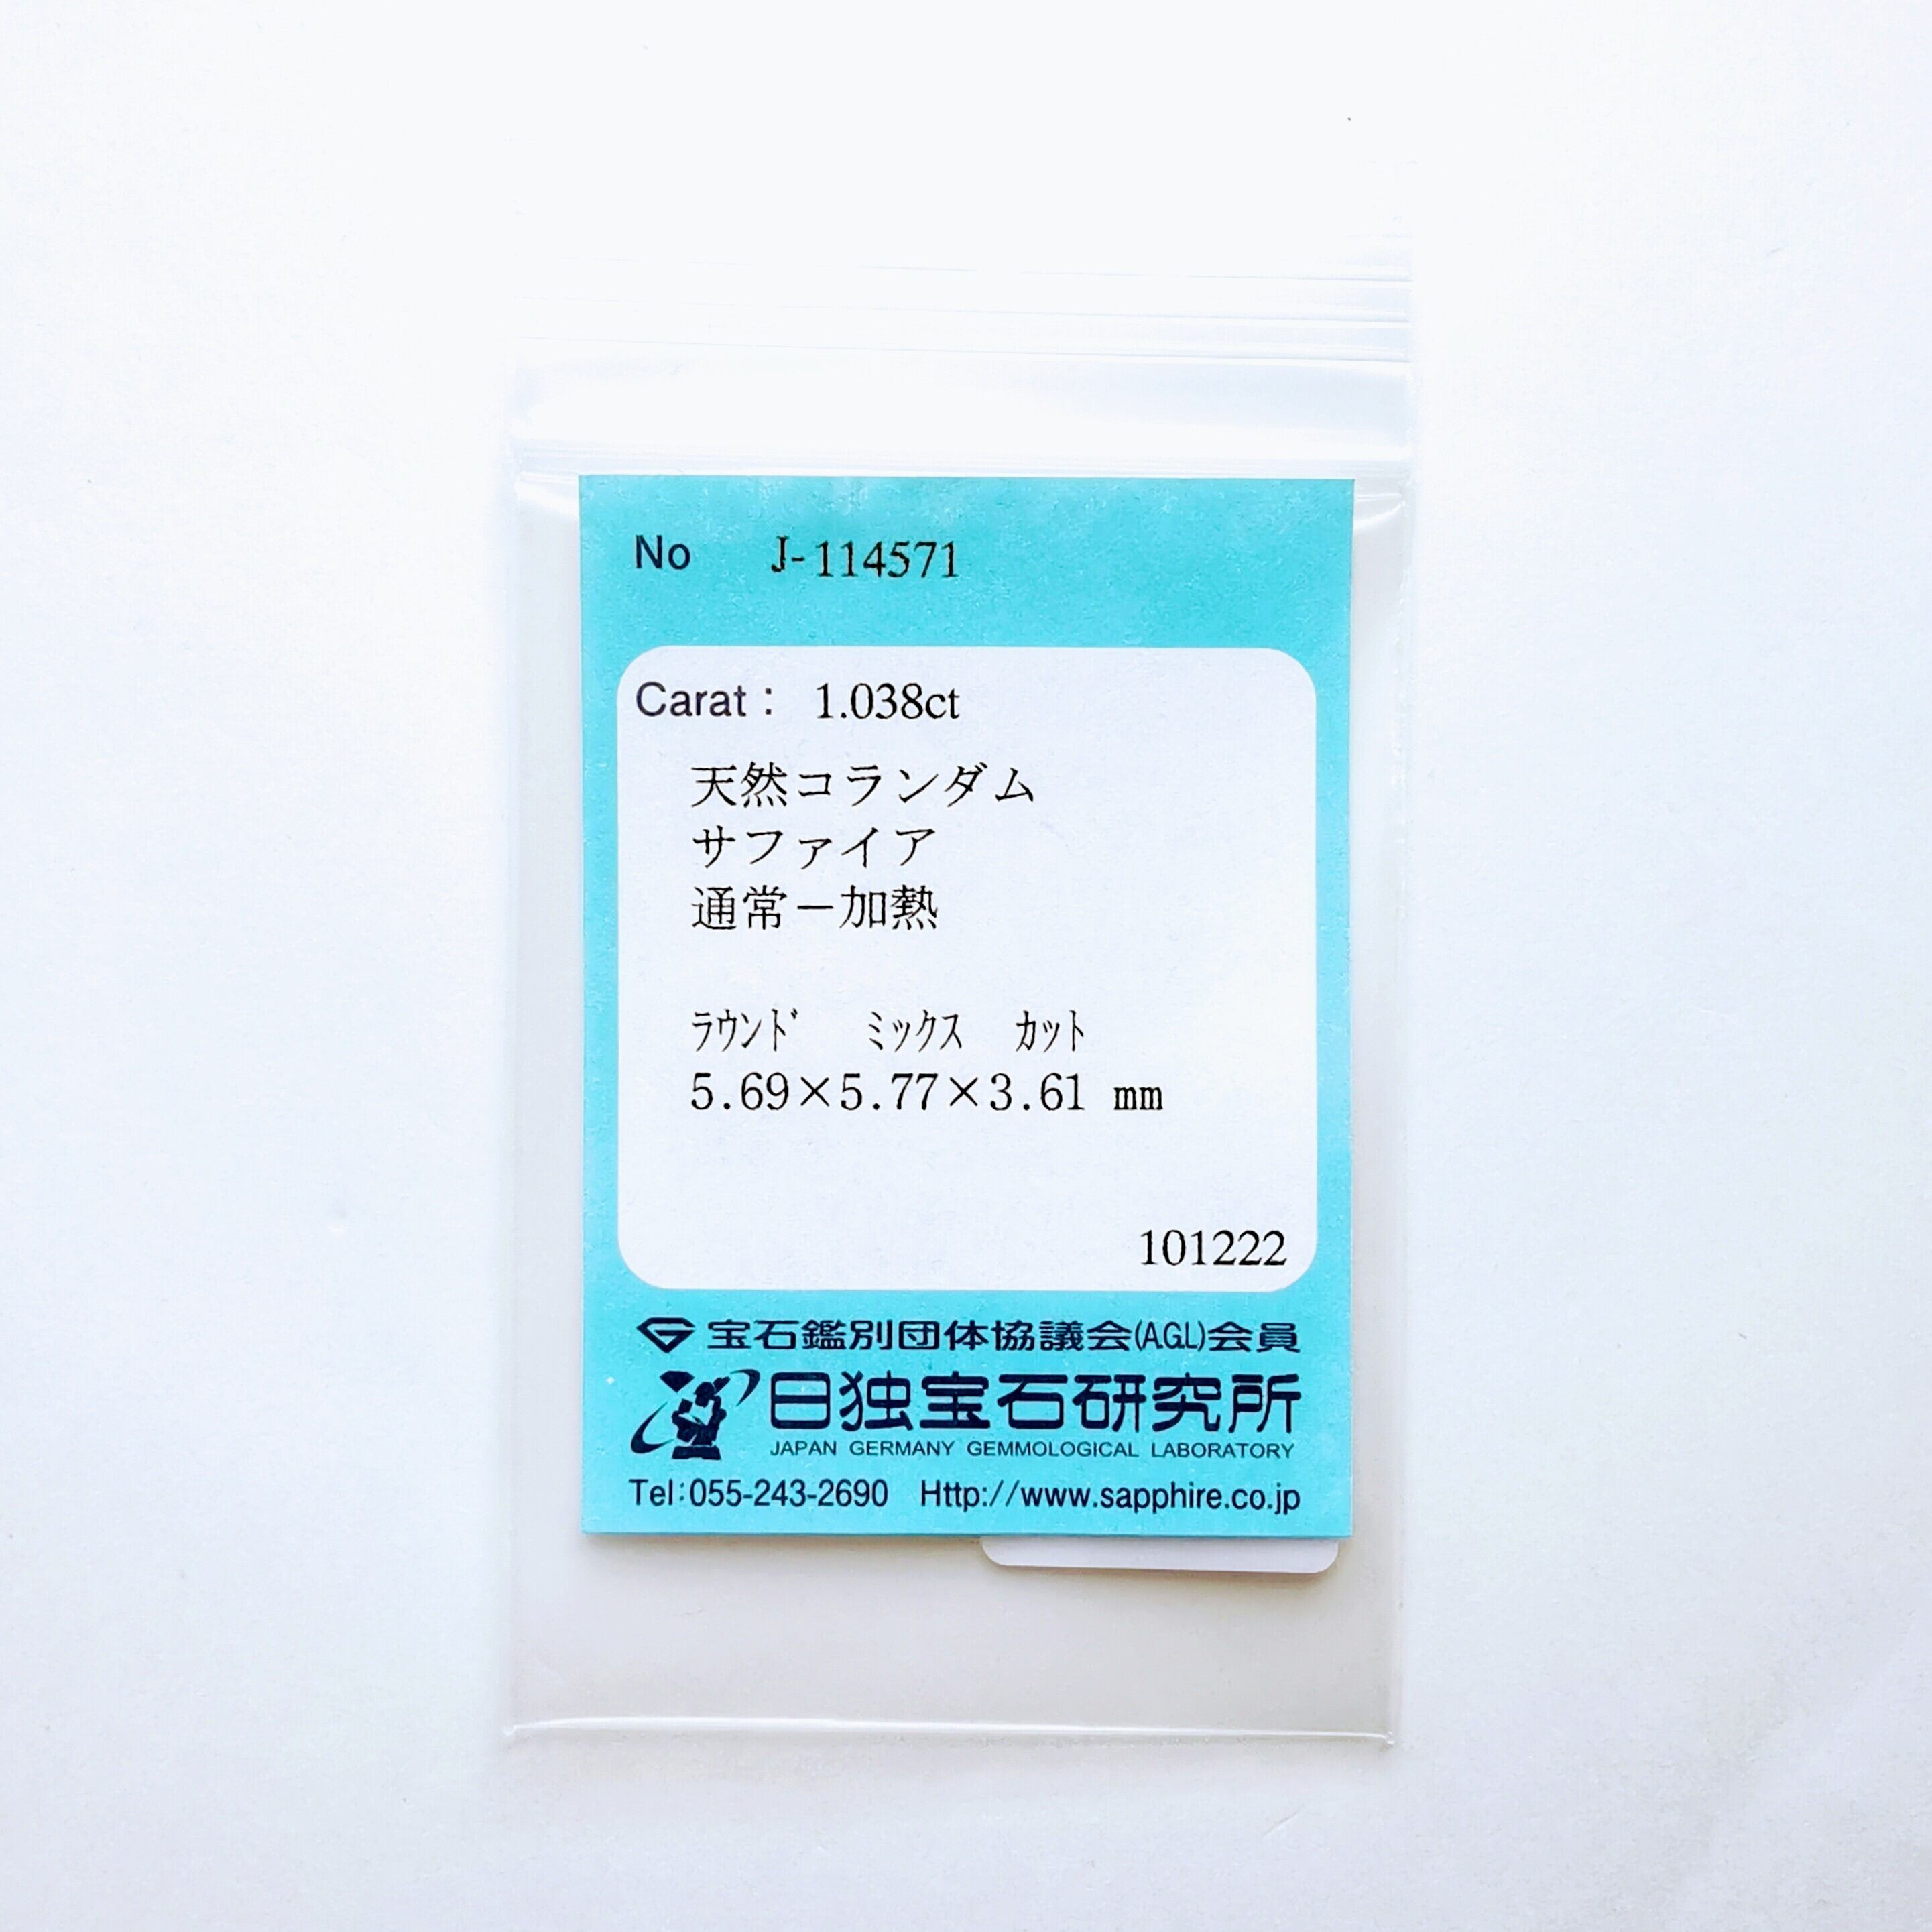 No J-114571
Carat: 1.038ct
天然コランダム
サファイア
通常－加熱
ﾗｳﾝﾄﾞ ﾐｯｸｽ ｶｯﾄ
5.69×5.77×3.61 mm
101222
宝石鑑別団体協議会(AGL)会員
日独宝石研究所
JAPAN GERMANY GEMMOLOGICAL LABORATORY
Tel:055-243-2690 Http://www.sapphire.co.jp